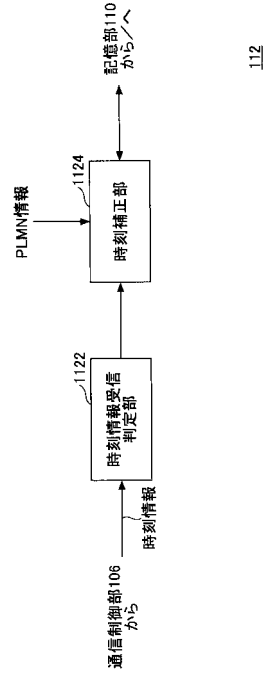 通信制御部106
から
時刻情報
1122
時刻情報受信
判定部
PLMN情報
1124
時刻補正部
記憶部110
から/へ
112